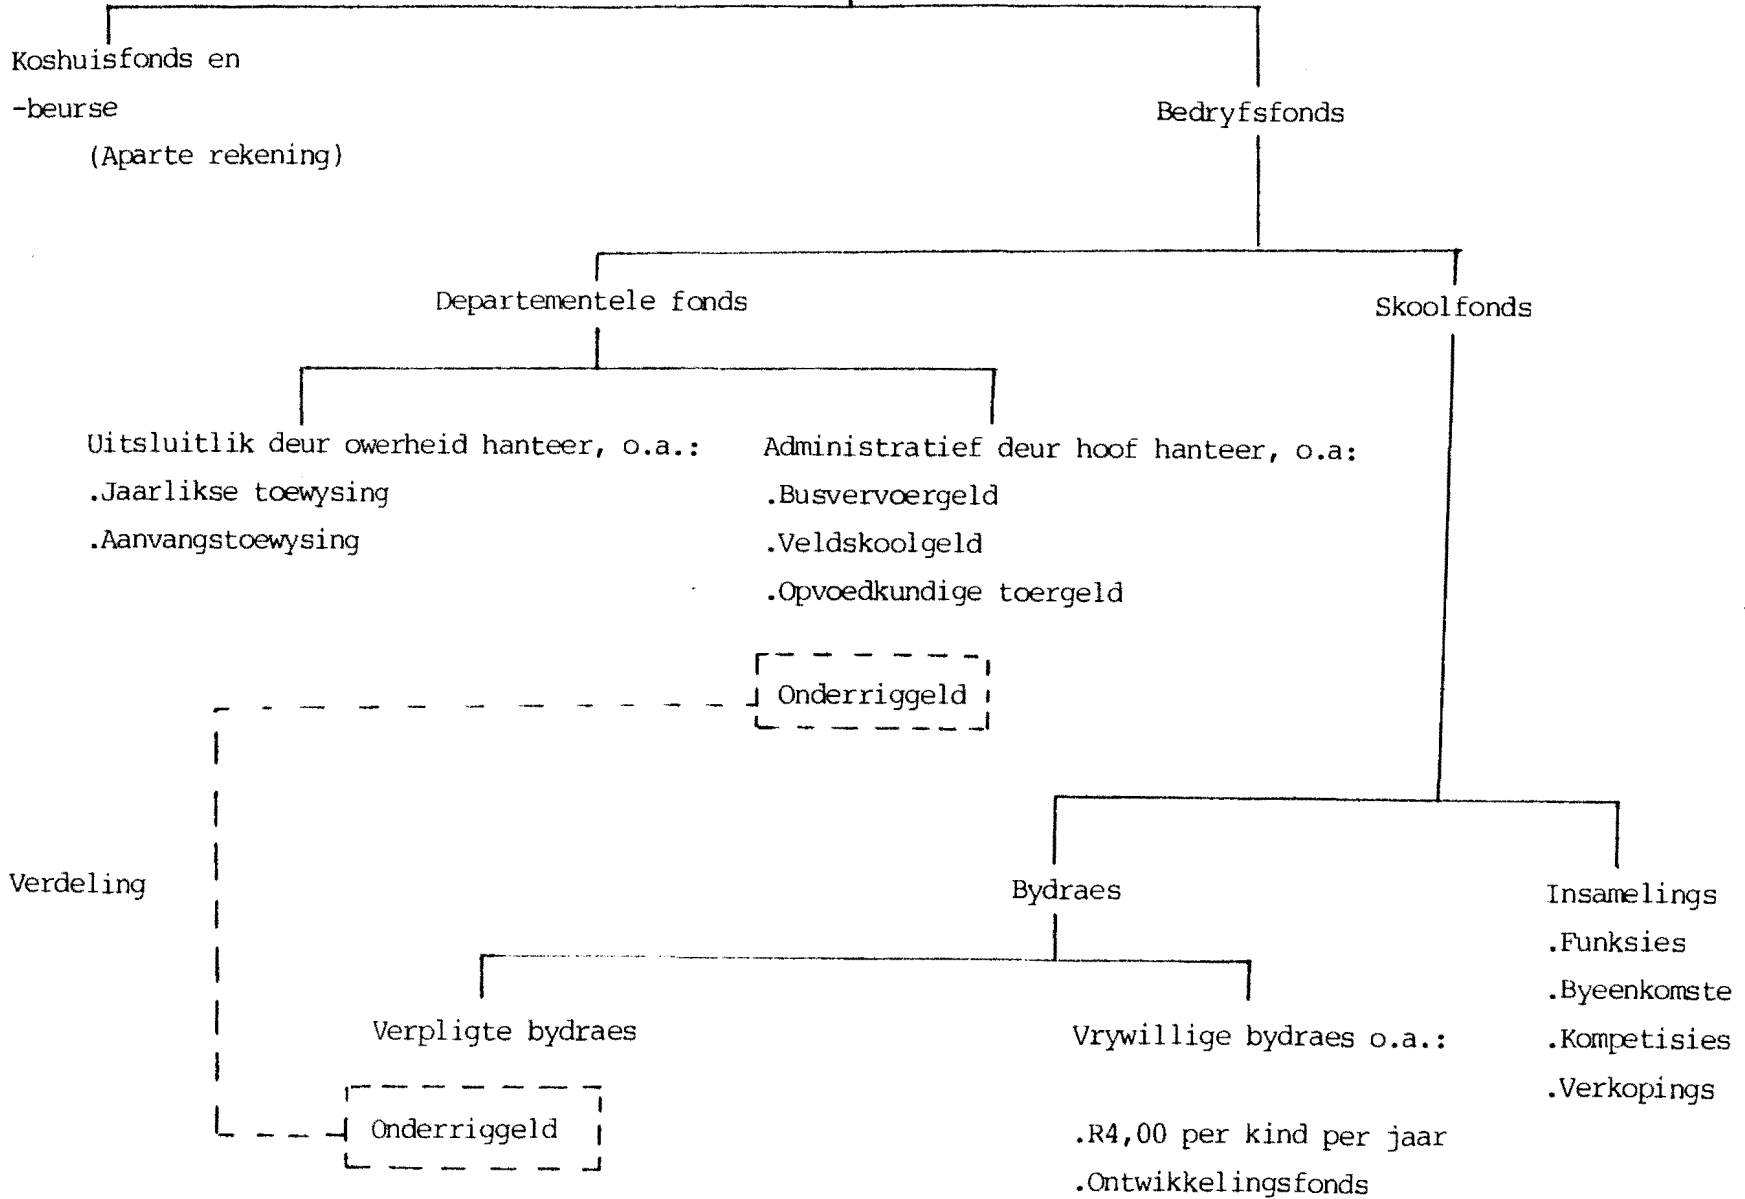 Koshuisfonds en
-beurse
(Aparte rekening)
Bedryfsfonds
Departementele fonds
Skoolfonds
Uitsluitlik deur owerheid hanteer, o.a.:
.Jaarlikse toewysing
.Aanvangstoewysing
Administratief deur hoof hanteer, o.a:
.Busvervoergeld
.Veldskoolgeld
.Opvoedkundige toergeld
Onderriggeld
Verdeling
Bydraes
Insamelings
.Funksies
.Byeenkomste
.Kompetisies
.Verkopings
Verpligte bydraes
Onderriggeld
Vrywillige bydraes o.a.:
.R4,00 per kind per jaar
.Ontwikkelingsfonds